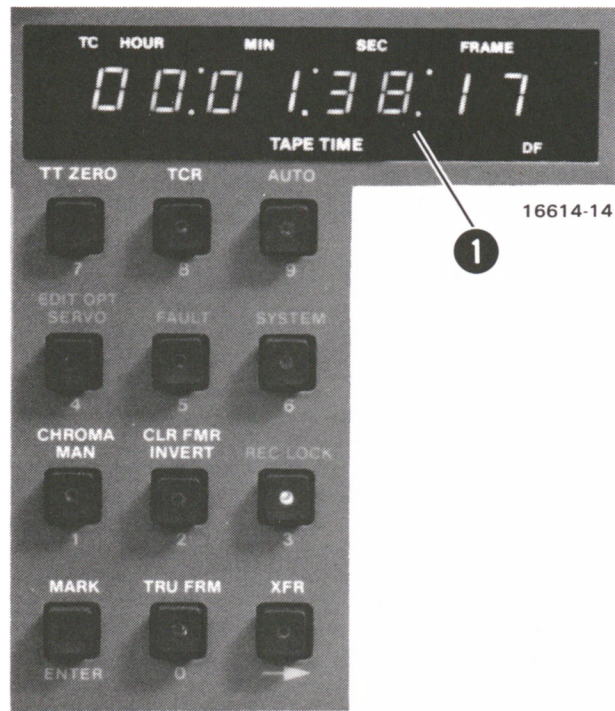 TC HOUR MIN SEC FRAME
00:01:38:17
TAPE TIME DF
TT ZERO TCR AUTO
16614-14
1
7 8 9
EDIT OPT
SERVO FAULT SYSTEM
4 5 6
CHROMA CLR FMR
MAN INVERT REC LOCK
1 2 3
MARK TRU FRM XFR
ENTER 0 →